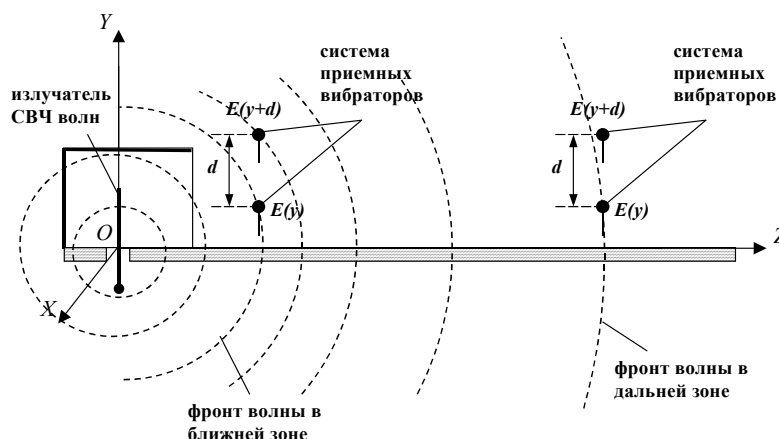 Y
система
приемных
вибраторов
система
приемных
вибраторов
излучатель
СВЧ волн
E(y+d)
E(y+d)
d
d
E(y)
E(y)
O
Z
X
фронт волны в
ближней зоне
фронт волны в
дальней зоне